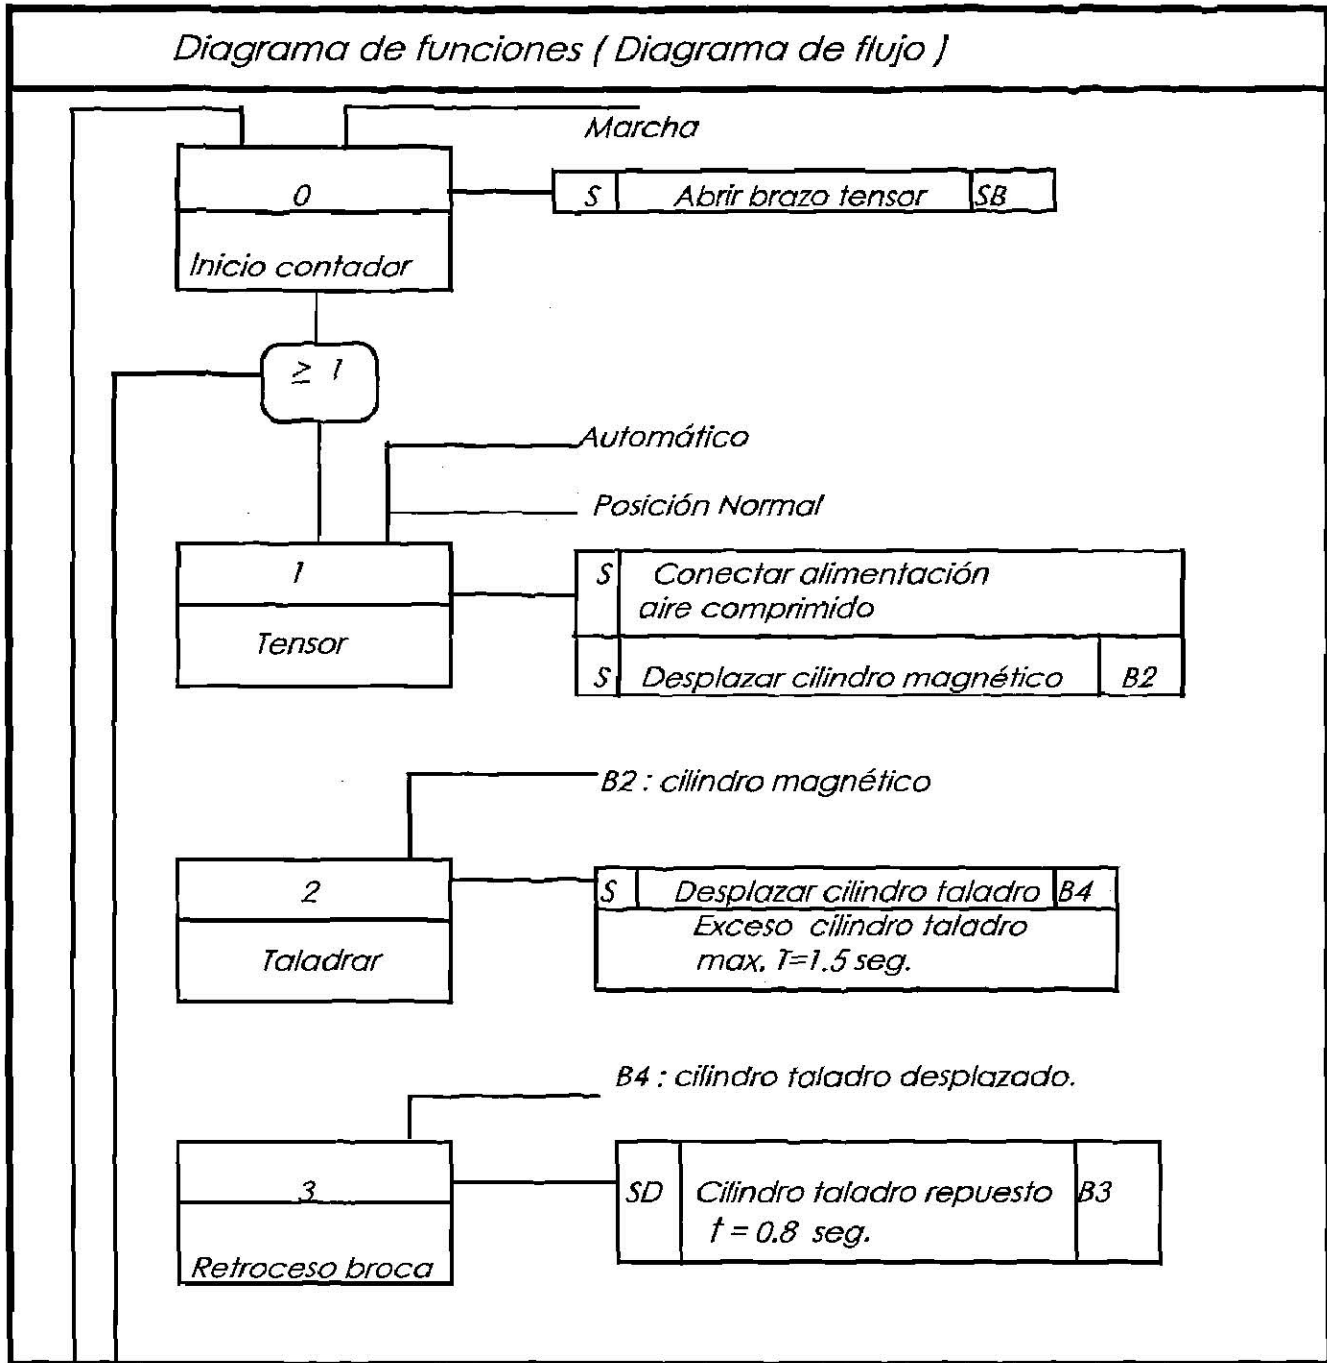 Diagrama de funciones ( Diagrama de flujo )
Marcha
0
S Abrir brazo tensor SB
Inicio contador
≥ 1
Automático
Posición Normal
1
S Conectar alimentación
aire comprimido
Tensor
S Desplazar cilindro magnético B2
B2 : cilindro magnético
2
S Desplazar cilindro taladro B4
Exceso cilindro taladro
max. T=1.5 seg.
Taladrar
B4 : cilindro taladro desplazado.
3
SD Cilindro taladro repuesto B3
t = 0.8 seg.
Retroceso broca